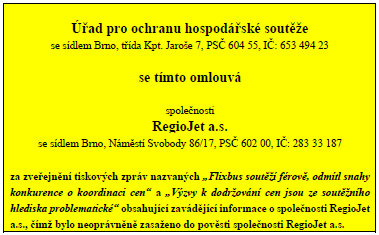 Úřad pro ochranu hospodářské soutěže
se sídlem Brno, třída Kpt. Jaroše 7, PSČ 604 55, IČ: 653 494 23
se tímto omlouvá
společnosti
RegioJet a.s.
se sídlem Brno, Náměstí Svobody 86/17, PSČ 602 00, IČ: 283 33 187
za zveřejnění tiskových zpráv nazvaných „Flixbus soutěží férově, odmítl snahy
konkurence o koordinaci cen“ a „Výzvy k dodržování cen jsou ze soutěžního
hlediska problematické“ obsahující zavádějící informace o společnosti RegioJet
a.s., čímž bylo neoprávněně zasaženo do pověsti společnosti RegioJet a.s.